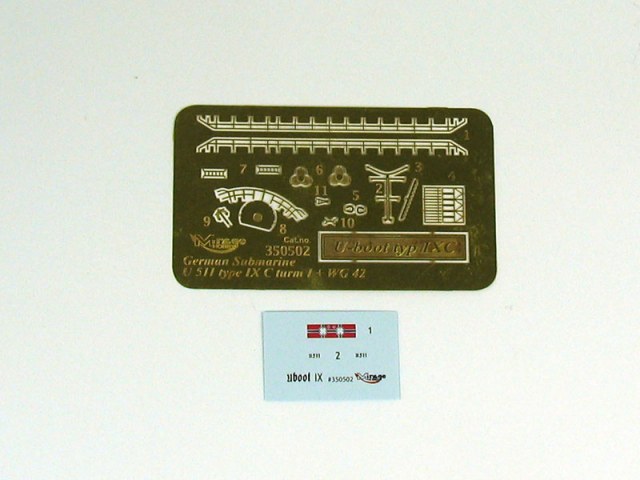 1
7
6
3
4
11
2
5
9
8
10
Mirage
Cat.no.
350502
U-boot typ IX C
German Submarine
U 511 type IX C turm I + WG 42
1
2
Uboot IX #350502 Mirage